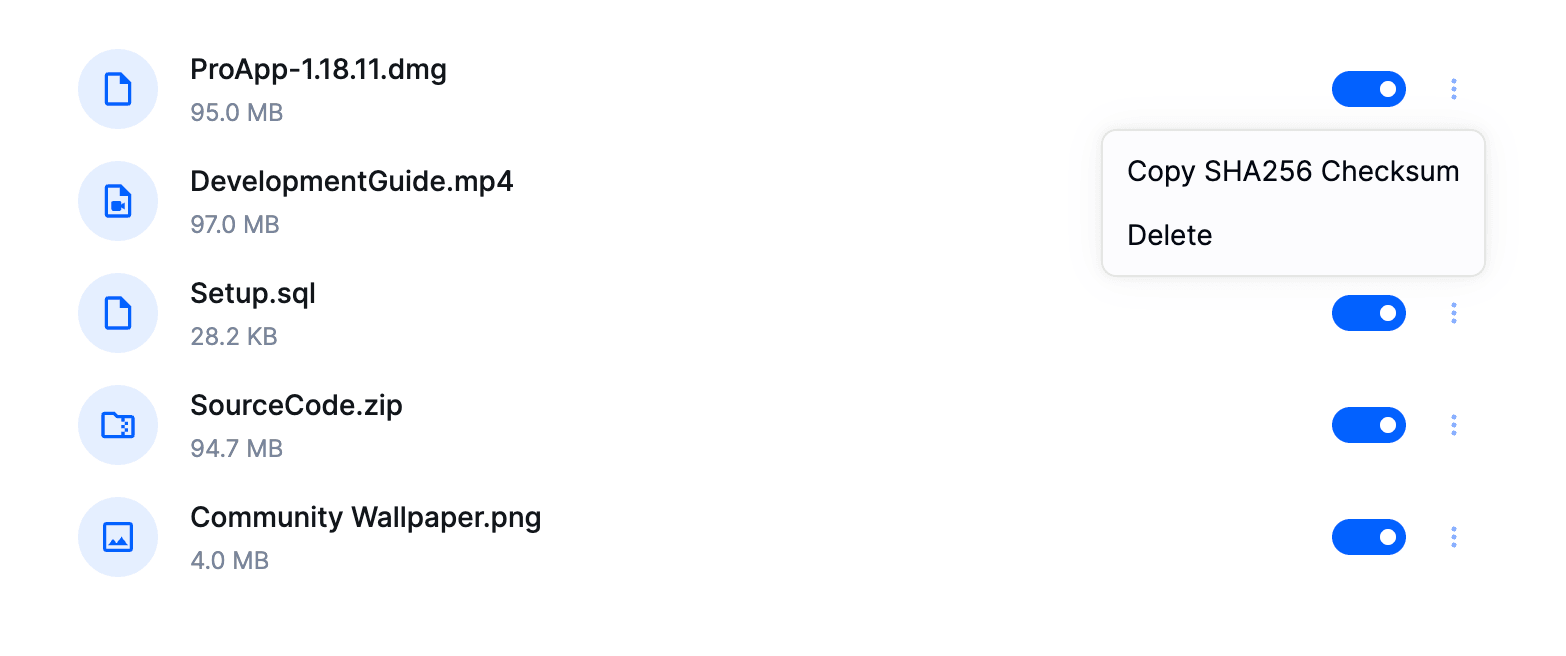 ProApp-1.18.11.dmg
95.0 MB
Copy SHA256 Checksum
Delete
DevelopmentGuide.mp4
97.0 MB
Setup.sql
28.2 KB
SourceCode.zip
94.7 MB
Community Wallpaper.png
4.0 MB